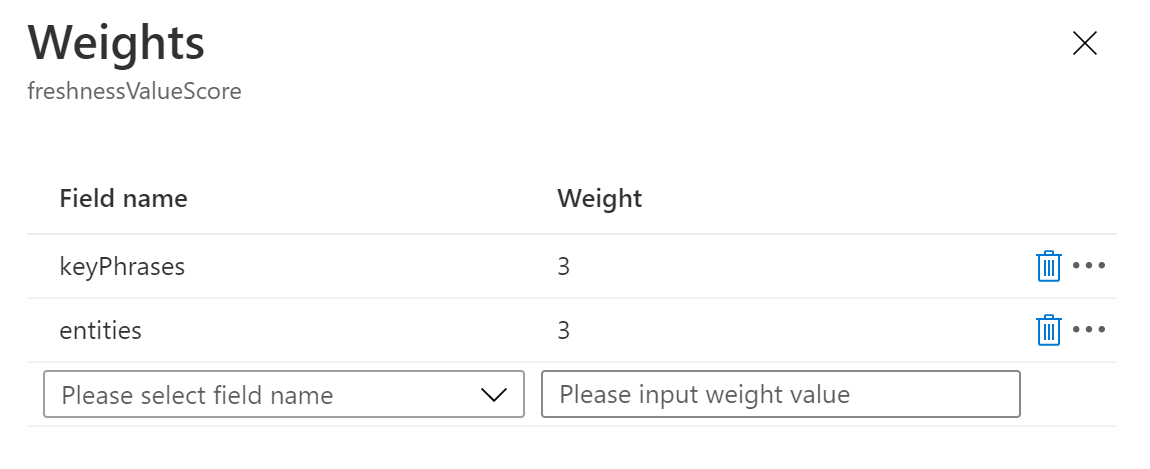 Weights
freshnessValueScore
Field name Weight
keyPhrases 3
entities 3
Please select field name Please input weight value